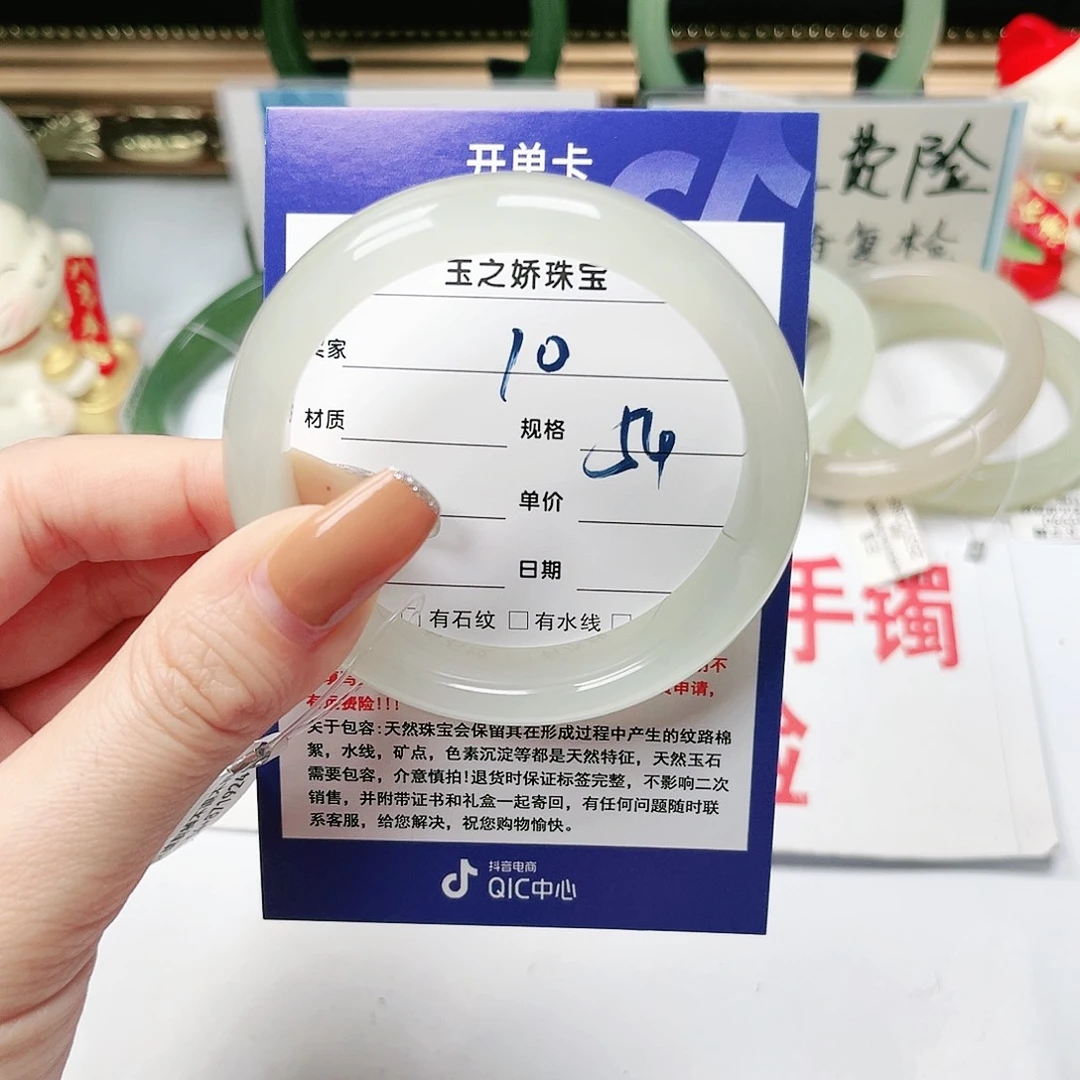 开单卡
玉之娇珠宝
买家 10
材质 规格 54
单价
日期
有石纹 □有水线 □
关于包容:天然珠宝会保留其在形成过程中产生的纹路棉
絮,水线,矿点,色素沉淀等都是天然特征,天然玉石
需要包容,介意慎拍!退货时保证标签完整,不影响二次
销售,并附带证书和礼盒一起寄回,有任何问题随时联
系客服,给您解决,祝您购物愉快。
抖音电商
QIC中心
费险
复检
手镯